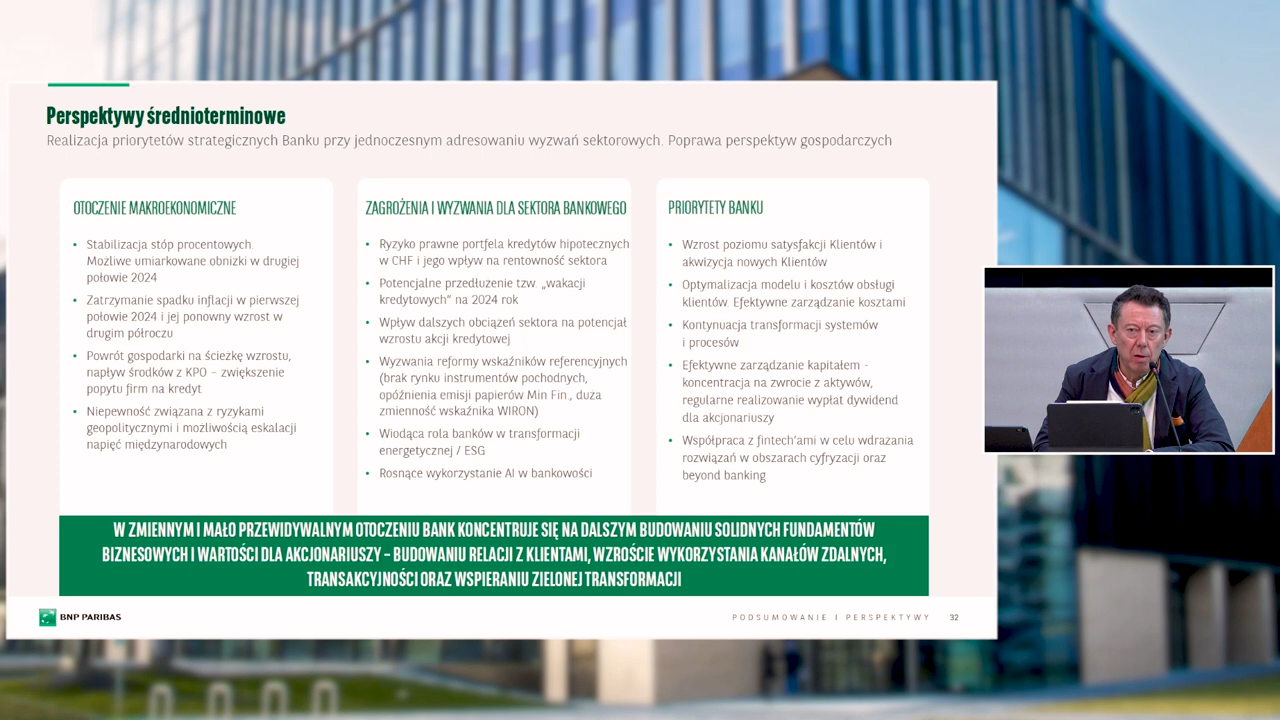 Perspektywy średnioterminowe
Realizacja priorytetów strategicznych Banku przy jednoczesnym adresowaniu wyzwań sektorowych. Poprawa perspektyw gospodarczych
OTOCZENIE MAKROEKONOMICZNE
• Stabilizacja stóp procentowych.
Możliwe umiarkowane obniżki w drugiej
połowie 2024
• Zatrzymanie spadku inflacji w pierwszej
połowie 2024 i jej ponowny wzrost w
drugim półroczu
• Powrót gospodarki na ścieżkę wzrostu,
napływ środków z KPO – zwiększenie
popytu firm na kredyt
• Niepewność związana z ryzykami
geopolitycznymi i możliwością eskalacji
napięć międzynarodowych
ZAGROŻENIA I WYZWANIA DLA SEKTORA BANKOWEGO
• Ryzyko prawne portfela kredytów hipotecznych
w CHF i jego wpływ na rentowność sektora
• Potencjalne przedłużenie tzw. „wakacji
kredytowych" na 2024 rok
• Wpływ dalszych obciążeń sektora na potencjał
wzrostu akcji kredytowej
• Wyzwania reformy wskaźników referencyjnych
(brak rynku instrumentów pochodnych,
opóźnienia emisji papierów Min Fin., duża
zmienność wskaźnika WIRON)
• Wiodąca rola banków w transformacji
energetycznej / ESG
• Rosnące wykorzystanie AI w bankowości
PRIORYTETY BANKU
• Wzrost poziomu satysfakcji Klientów i
akwizycja nowych Klientów
• Optymalizacja modelu i kosztów obsługi
klientów. Efektywne zarządzanie kosztami
• Kontynuacja transformacji systemów
i procesów
• Efektywne zarządzanie kapitałem -
koncentracja na zwrocie z aktywów,
regularne realizowanie wypłat dywidend
dla akcjonariuszy
• Współpraca z fintech'ami w celu wdrażania
rozwiązań w obszarach cyfryzacji oraz
beyond banking
W ZMIENNYM I MAŁO PRZEWIDYWALNYM OTOCZENIU BANK KONCENTRUJE SIĘ NA DALSZYM BUDOWANIU SOLIDNYCH FUNDAMENTÓW
BIZNESOWYCH I WARTOŚCI DLA AKCJONARIUSZY – BUDOWANIU RELACJI Z KLIENTAMI, WZROŚCIE WYKORZYSTANIA KANAŁÓW ZDALNYCH,
TRANSAKCYJNOŚCI ORAZ WSPIERANIU ZIELONEJ TRANSFORMACJI
BNP PARIBAS
PODSUMOWANIE I PERSPEKTYWY 32